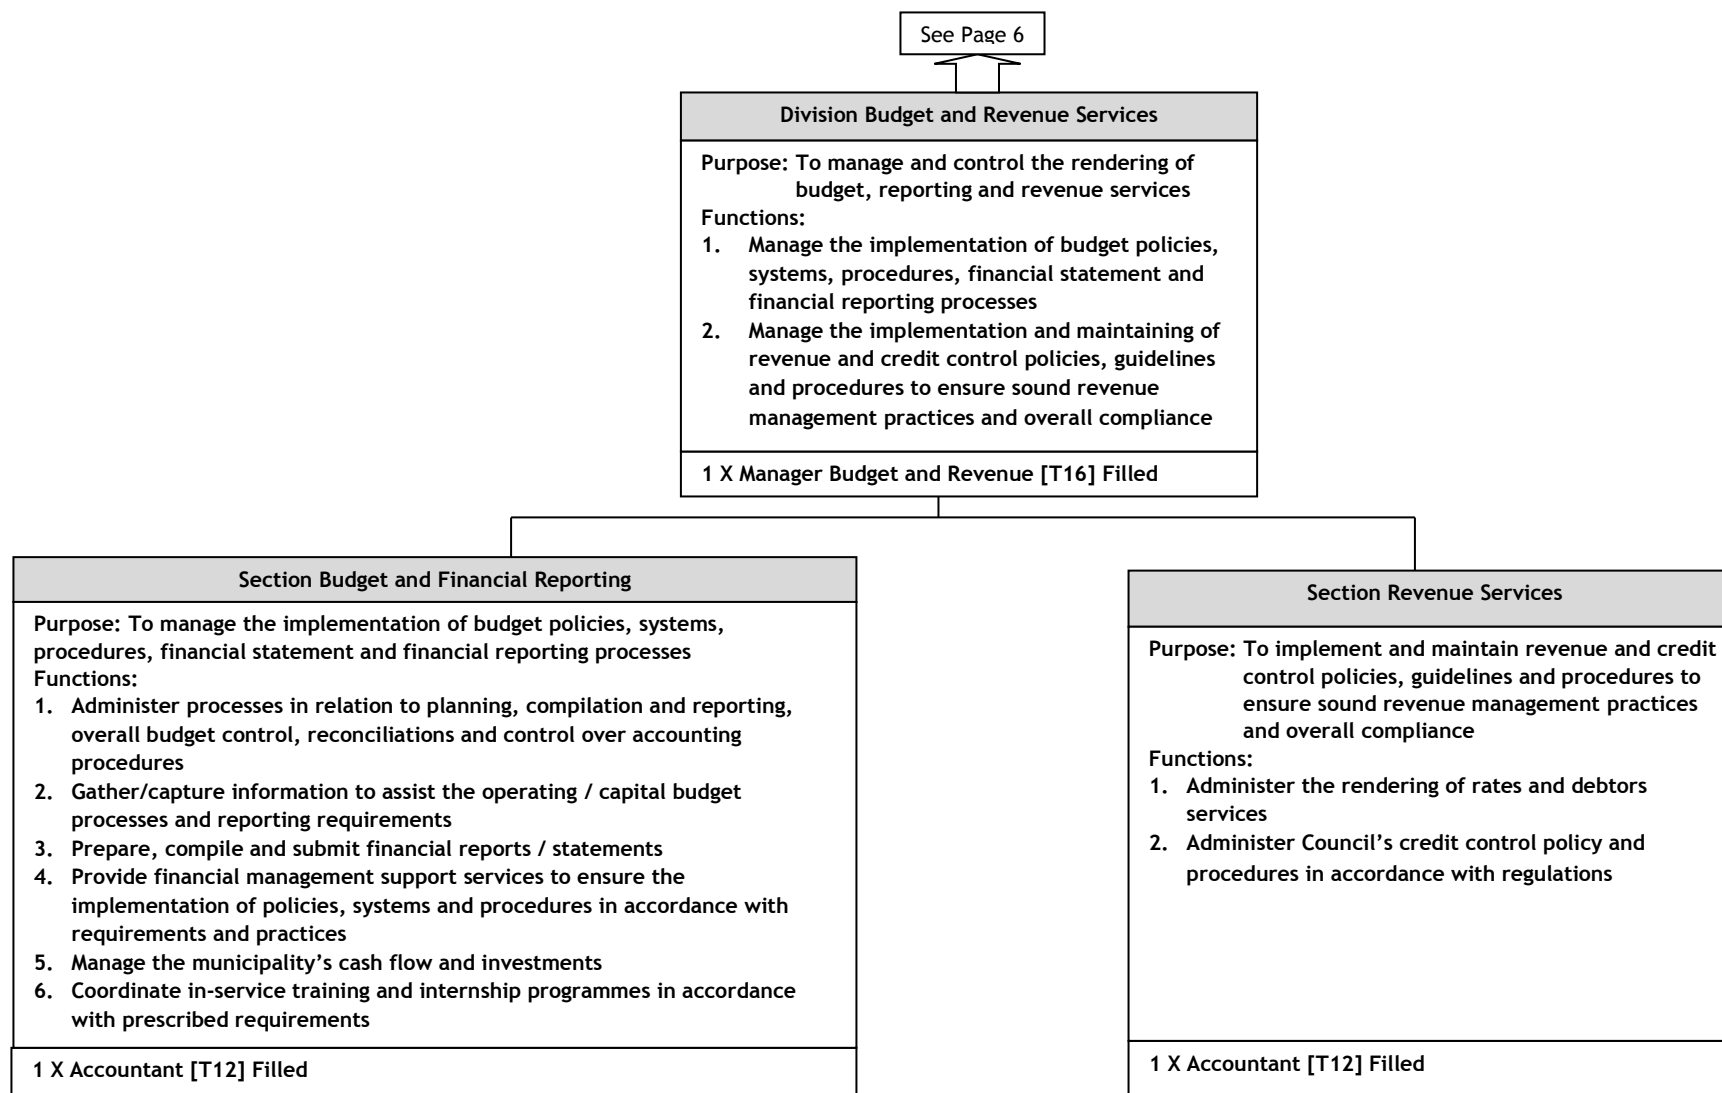 See Page 6
Division Budget and Revenue Services
Purpose: To manage and control the rendering of
budget, reporting and revenue services
Functions:
1. Manage the implementation of budget policies,
systems, procedures, financial statement and
financial reporting processes
2. Manage the implementation and maintaining of
revenue and credit control policies, guidelines
and procedures to ensure sound revenue
management practices and overall compliance
1 X Manager Budget and Revenue [T16] Filled
Section Budget and Financial Reporting
Purpose: To manage the implementation of budget policies, systems,
procedures, financial statement and financial reporting processes
Functions:
1. Administer processes in relation to planning, compilation and reporting,
overall budget control, reconciliations and control over accounting
procedures
2. Gather/capture information to assist the operating / capital budget
processes and reporting requirements
3. Prepare, compile and submit financial reports / statements
4. Provide financial management support services to ensure the
implementation of policies, systems and procedures in accordance with
requirements and practices
5. Manage the municipality’s cash flow and investments
6. Coordinate in-service training and internship programmes in accordance
with prescribed requirements
1 X Accountant [T12] Filled
Section Revenue Services
Purpose: To implement and maintain revenue and credit
control policies, guidelines and procedures to
ensure sound revenue management practices
and overall compliance
Functions:
1. Administer the rendering of rates and debtors
services
2. Administer Council’s credit control policy and
procedures in accordance with regulations
1 X Accountant [T12] Filled